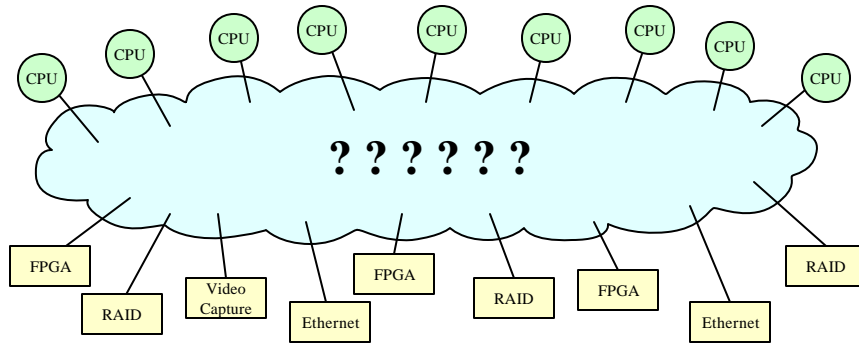 CPU
CPU
CPU
CPU
CPU
CPU
CPU
CPU
CPU
? ? ? ? ? ?
FPGA
RAID
Video
Capture
Ethernet
FPGA
RAID
FPGA
Ethernet
RAID